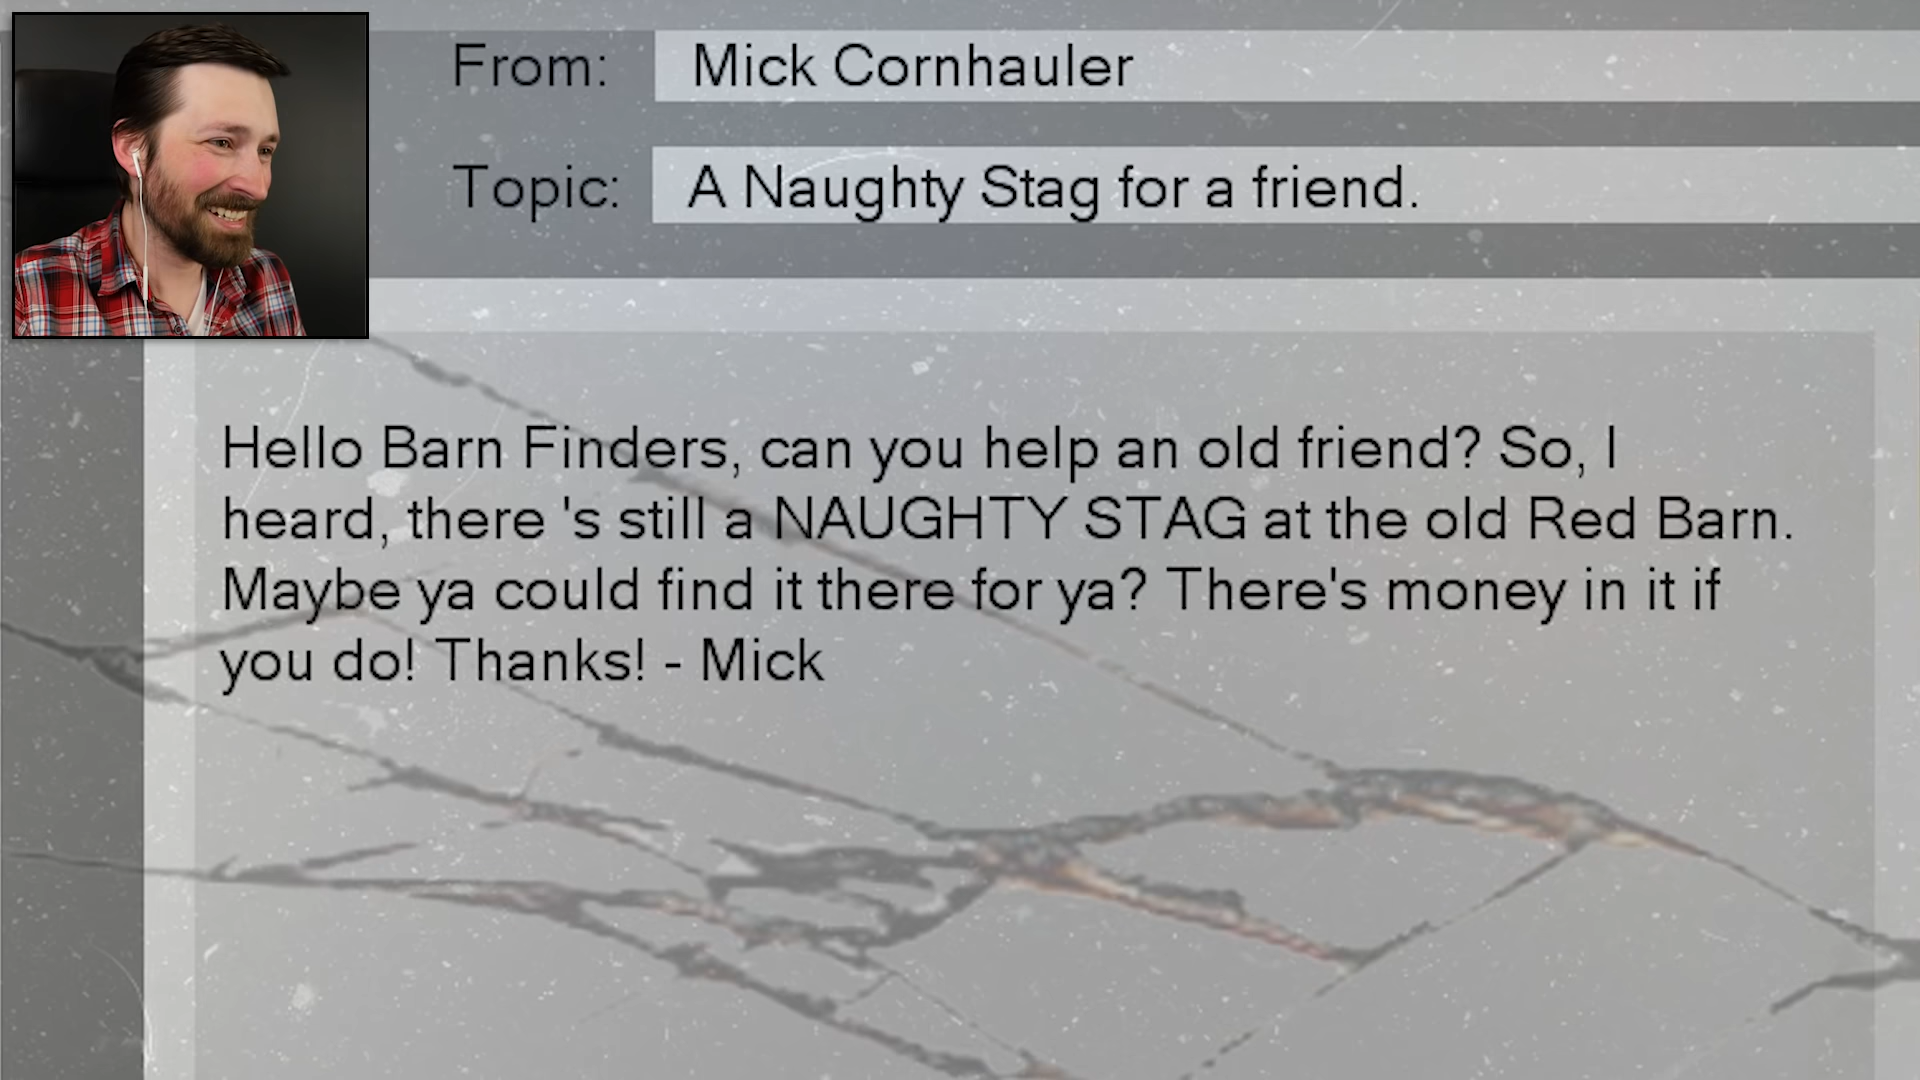 From: Mick Cornhauler
Topic: A Naughty Stag for a friend.
Hello Barn Finders, can you help an old friend? So, I
heard, there 's still a NAUGHTY STAG at the old Red Barn.
Maybe ya could find it there for ya? There's money in it if
you do! Thanks! - Mick